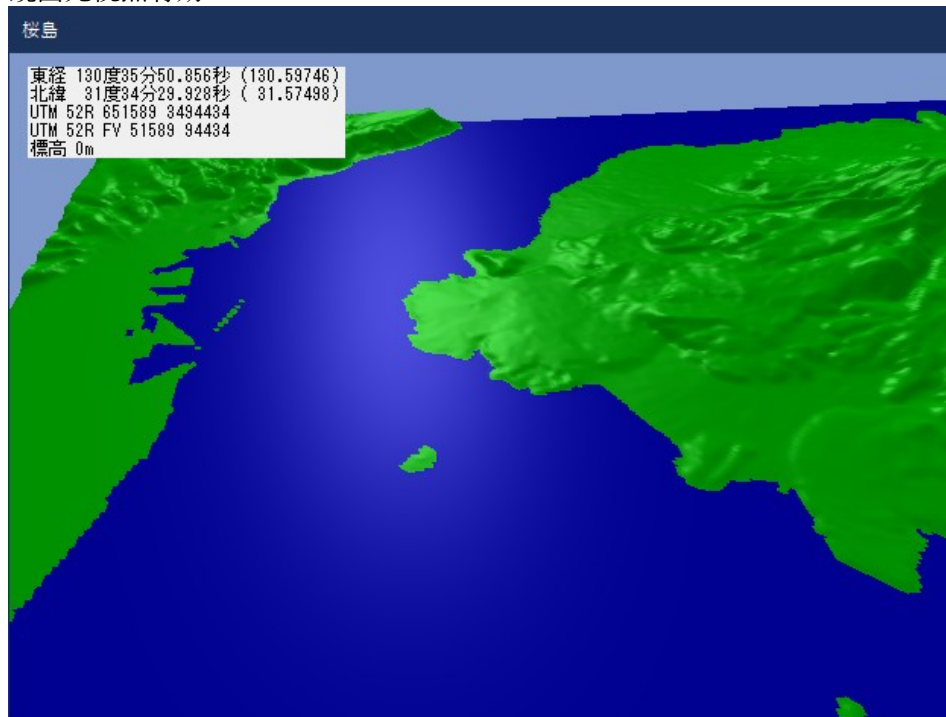 桜島
東経 130度35分50.856秒 (130.59746)
北緯  31度34分29.928秒 ( 31.57498)
UTM 52R 651589 3494434
UTM 52R FV 51589 94434
標高 0m